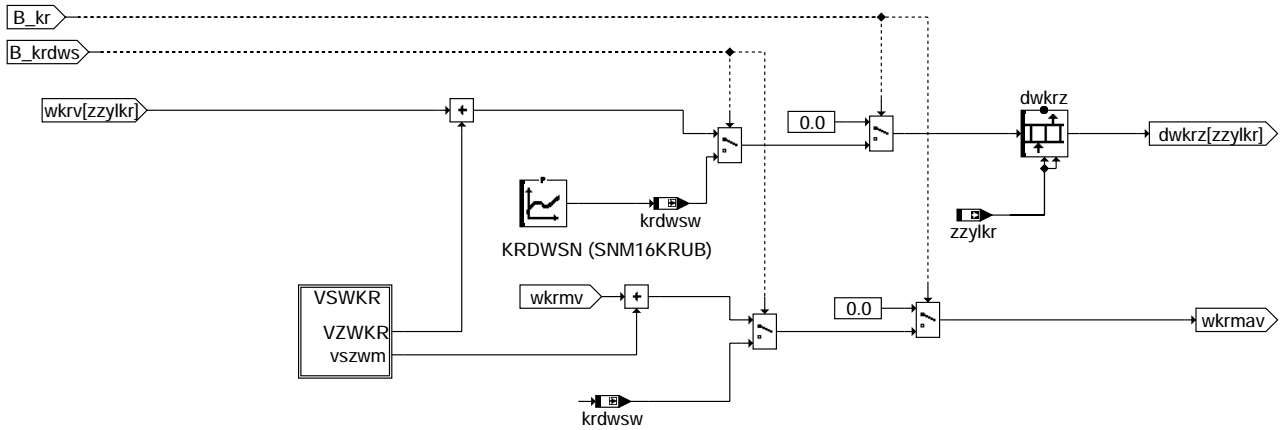 B_kr
B_krdws
wkrv[zzylkr]
+
0.0
dwkrz
dwkrz[zzylkr]
P
krdwsw
KRDWSN (SNM16KRUB)
zzylkr
VSWKR
VZWKR
vszwm
wkrmv
+
0.0
wkrmav
krdwsw